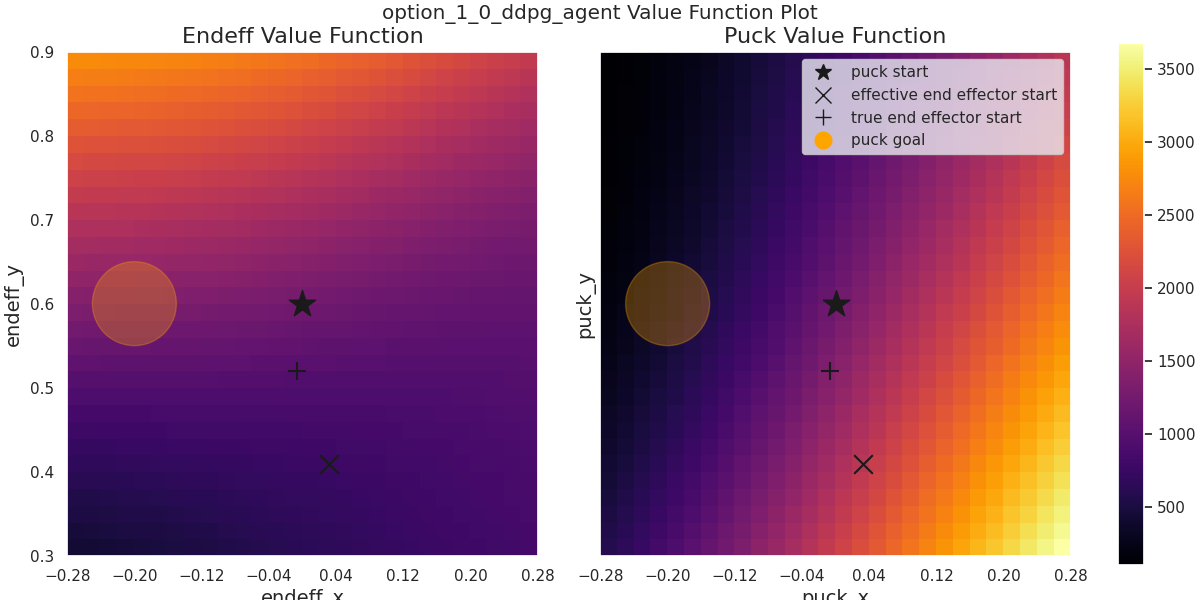 option_1_0_ddpg_agent Value Function Plot
Endeff Value Function
Puck Value Function
puck start
effective end effector start
true end effector start
puck goal
endeff_y
0.9
0.8
0.7
0.6
0.5
0.4
0.3
−0.28 −0.20 −0.12 −0.04 0.04 0.12 0.20 0.28
endeff_x
puck_y
−0.28 −0.20 −0.12 −0.04 0.04 0.12 0.20 0.28
puck_x
3500
3000
2500
2000
1500
1000
500